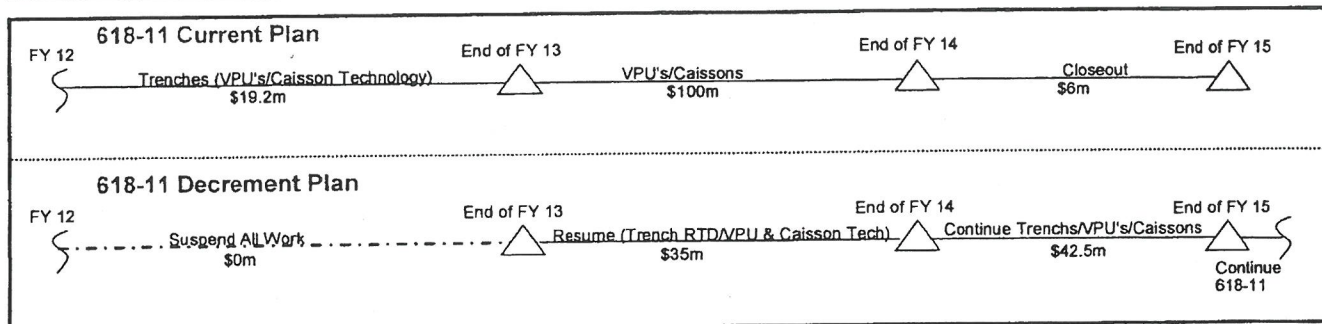 618-11 Current Plan
FY 12
End of FY 13
End of FY 14
End of FY 15
Trenches (VPU's/Caisson Technology)
VPU's/Caissons
Closeout
$19.2m
$100m
$6m
618-11 Decrement Plan
FY 12
End of FY 13
End of FY 14
End of FY 15
Suspend All Work
Resume (Trench RTD/VPU & Caisson Tech)
Continue Trenchs/VPU's/Caissons
$0m
$35m
$42.5m
Continue
618-11